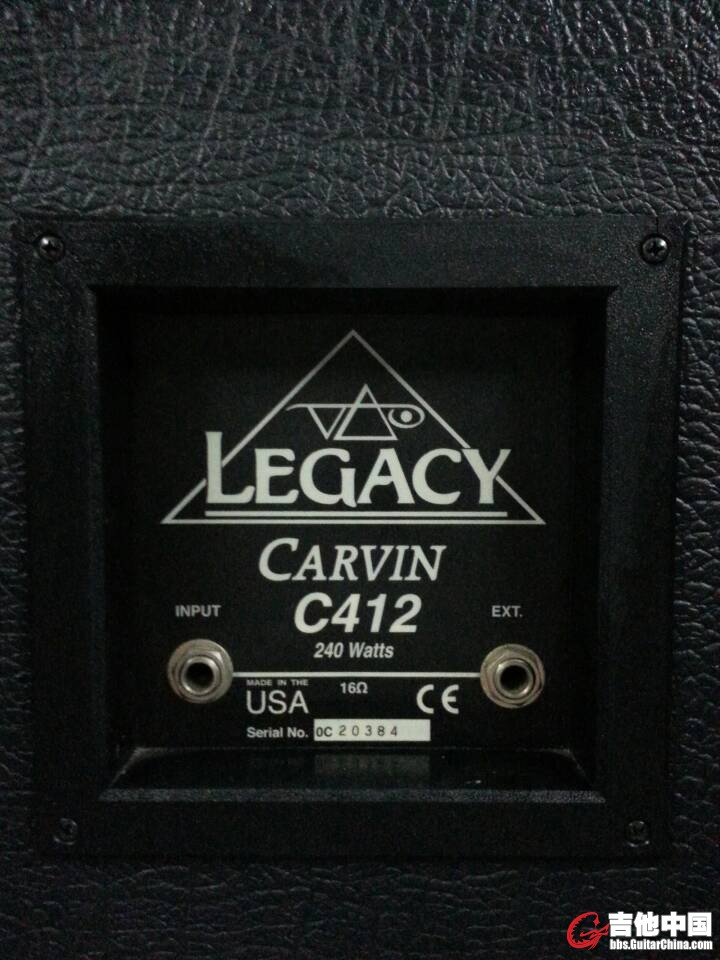 VAO
LEGACY
CARVIN
C412
INPUT
EXT.
240 Watts
MADE IN THE
USA
16Ω
CE
Serial No. 0C 20384
吉他中国
bbs.GuitarChina.com